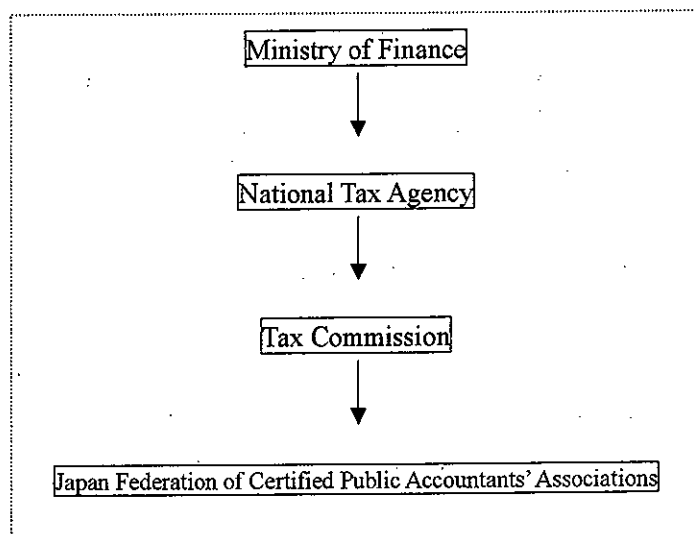 Ministry of Finance
National Tax Agency
Tax Commission
Japan Federation of Certified Public Accountants' Associations